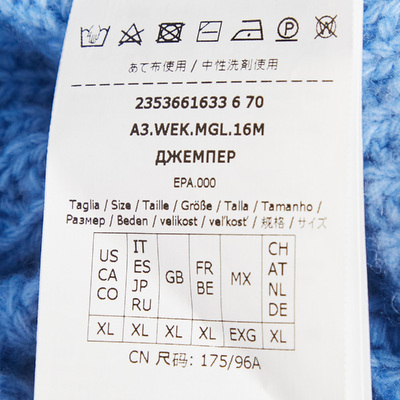 あて布使用 / 中性洗剤使用
2353661633 6 70
A3.WEK.MGL.16M
ДЖЕМПЕР
EPA.000
Taglia / Size / Taille / Größe / Talla / Tamanho /
Размер / Beden / velikost / veľkosť / 规格 / サイズ
US CA CO IT ES JP RU GB FR BE MX CH AT NL DE
XL XL XL XL EXG XL
CN 尺码: 175/96A